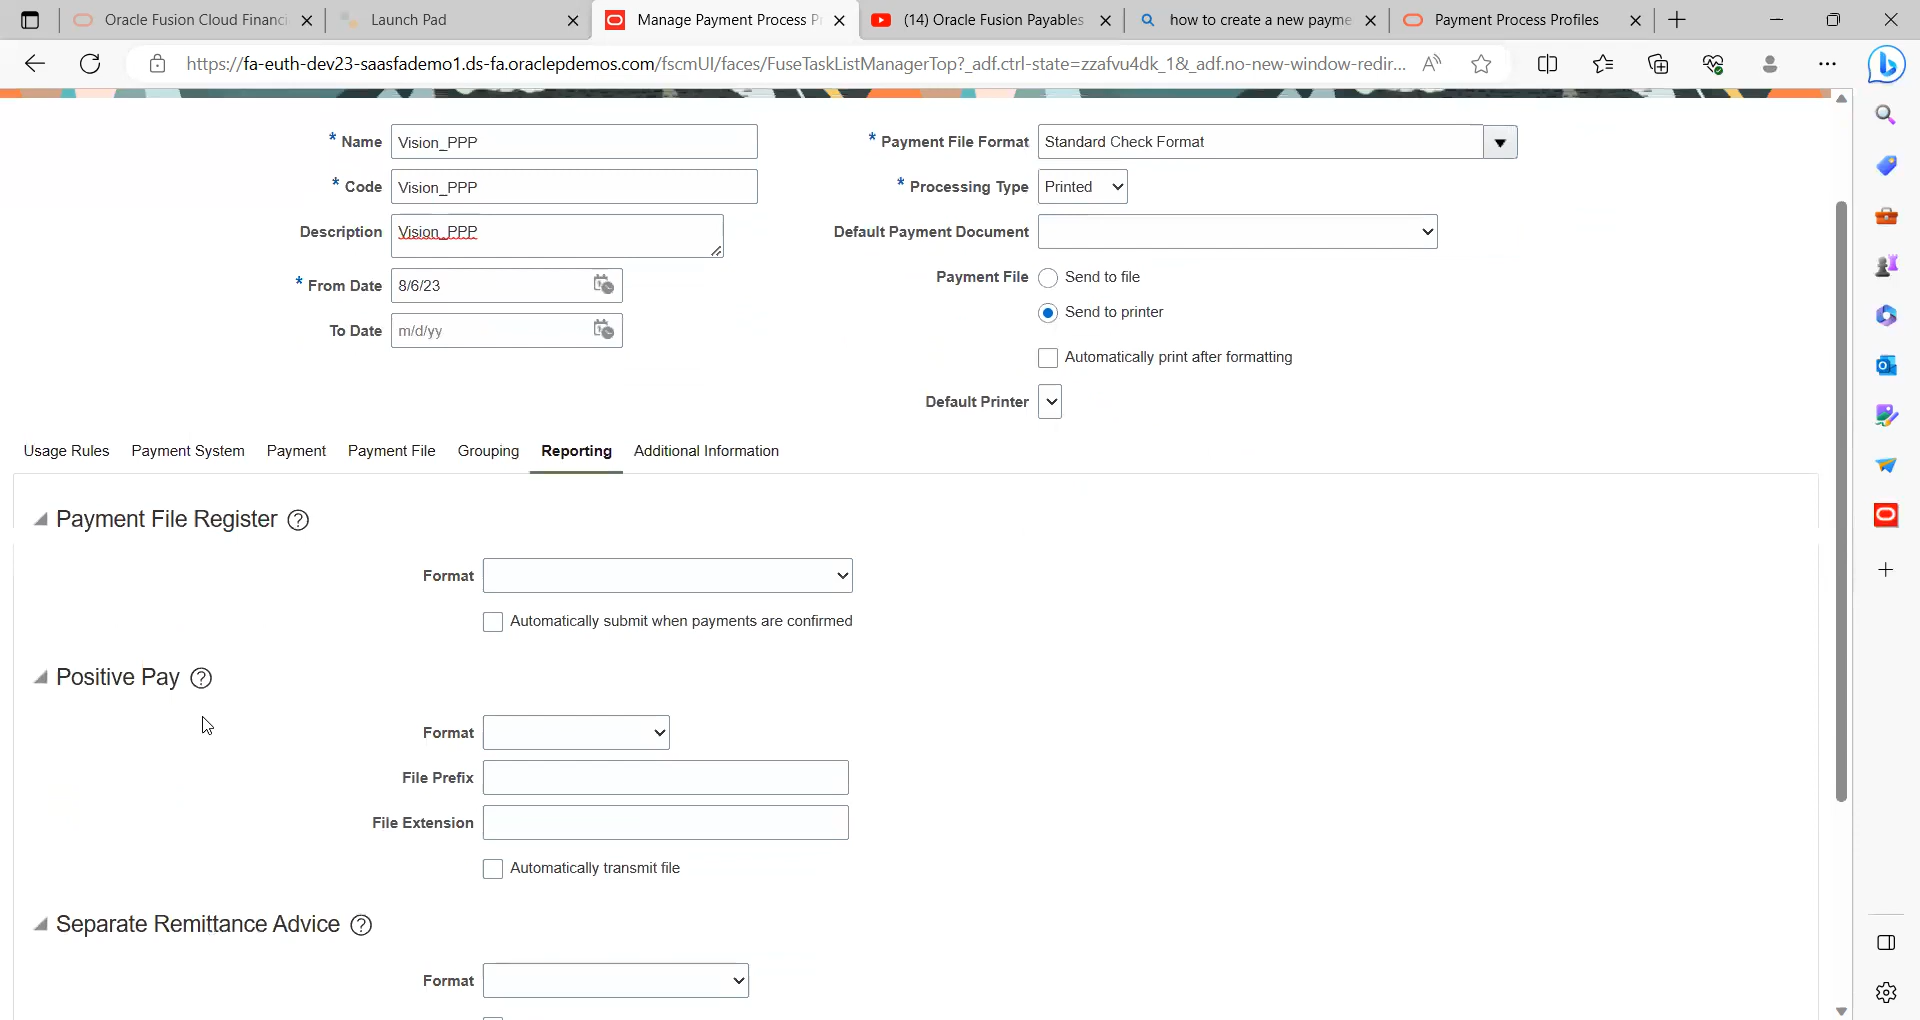 Oracle Fusion Cloud Financi
Launch Pad
Manage Payment Process P
(14) Oracle Fusion Payables
how to create a new payme
Payment Process Profiles
https://fa-euth-dev23-saasfademo1.ds-fa.oraclepdemos.com/fscmUI/faces/FuseTaskListManagerTop?_adf.ctrl-state=zzafvu4dk_1&_adf.no-new-window-redir...
* Name Vision_PPP
* Payment File Format Standard Check Format
* Code Vision_PPP
* Processing Type Printed
Description Vision_PPP
Default Payment Document
* From Date 8/6/23
Payment File Send to file
Send to printer
To Date m/d/yy
Automatically print after formatting
Default Printer
Usage Rules Payment System Payment Payment File Grouping Reporting Additional Information
Payment File Register ?
Format
Automatically submit when payments are confirmed
Positive Pay ?
Format
File Prefix
File Extension
Automatically transmit file
Separate Remittance Advice ?
Format